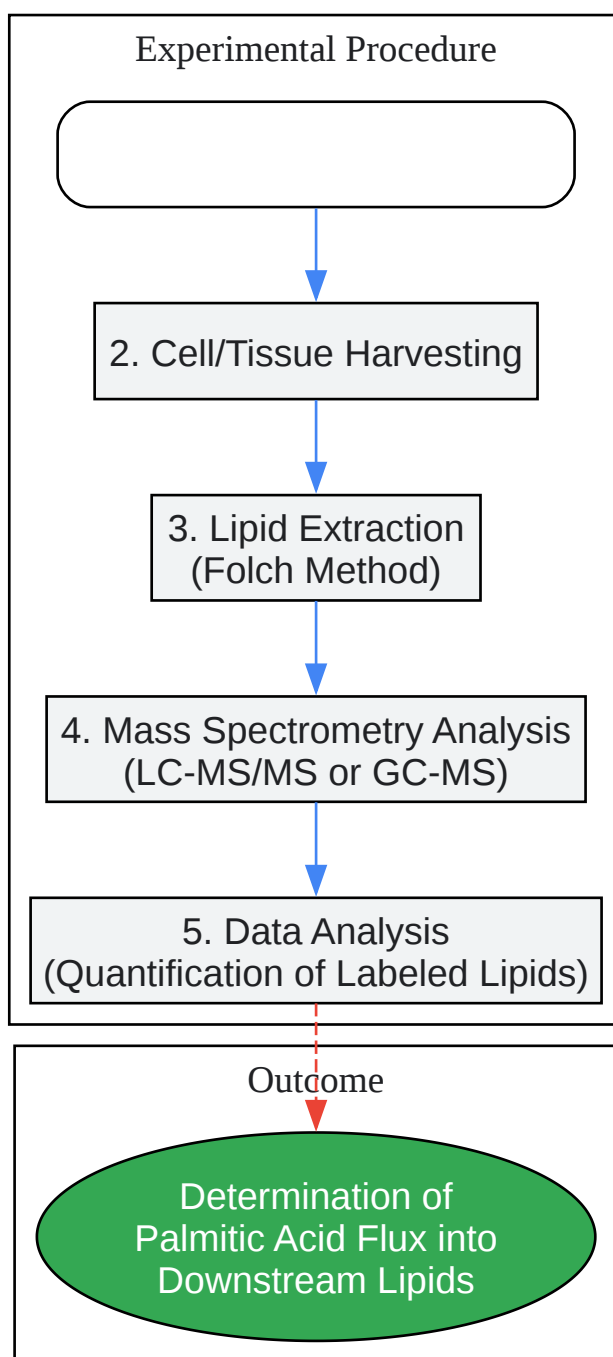 Experimental Procedure
2. Cell/Tissue Harvesting
3. Lipid Extraction
(Folch Method)
4. Mass Spectrometry Analysis
(LC-MS/MS or GC-MS)
5. Data Analysis
(Quantification of Labeled Lipids)
Outcome
Determination of
Palmitic Acid Flux into
Downstream Lipids